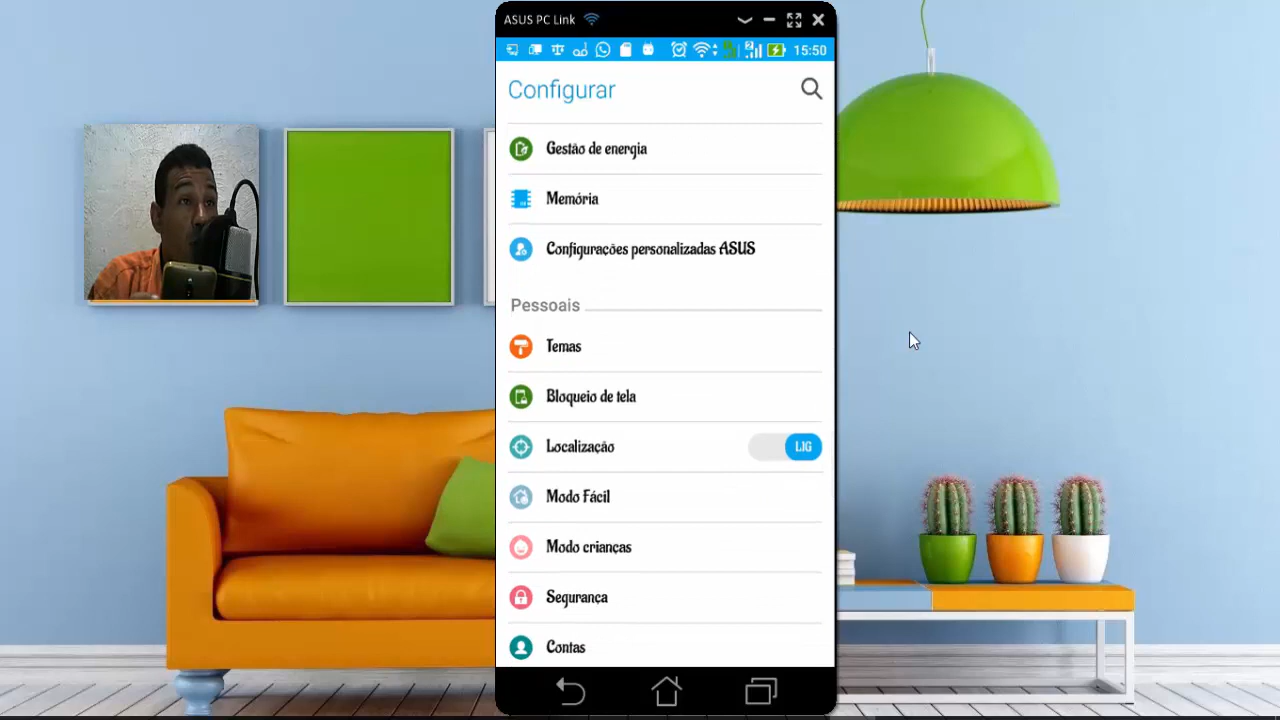 ASUS PC Link
2
15:50
Configurar
Gestão de energia
Memória
Configurações personalizadas ASUS
Pessoais
Temas
Bloqueio de tela
Localização
LIG
Modo Fácil
Modo crianças
Segurança
Contas